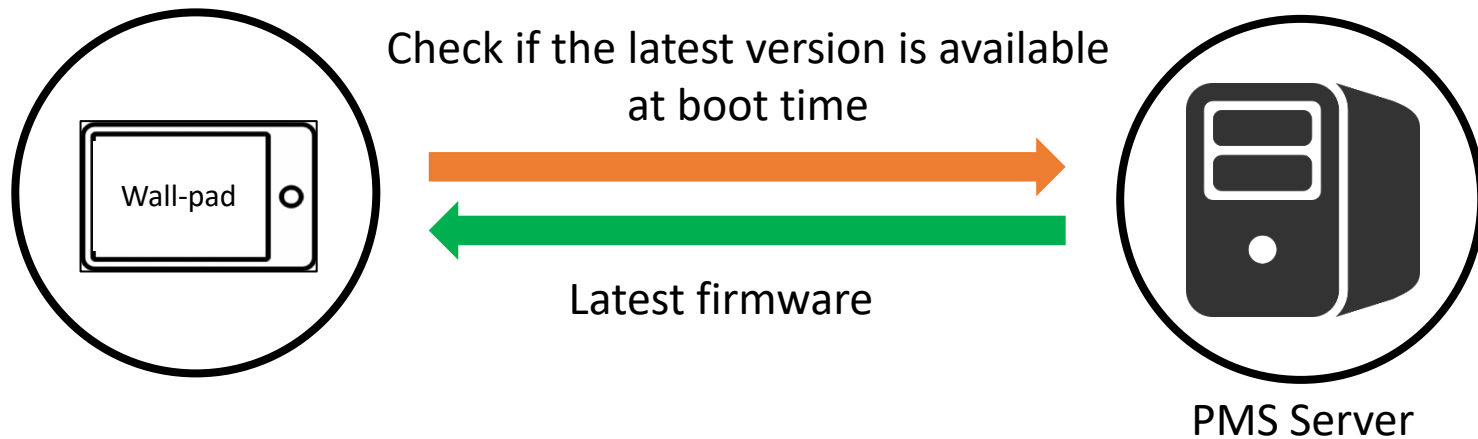 Check if the latest version is available
at boot time
Wall-pad
Latest firmware
PMS Server